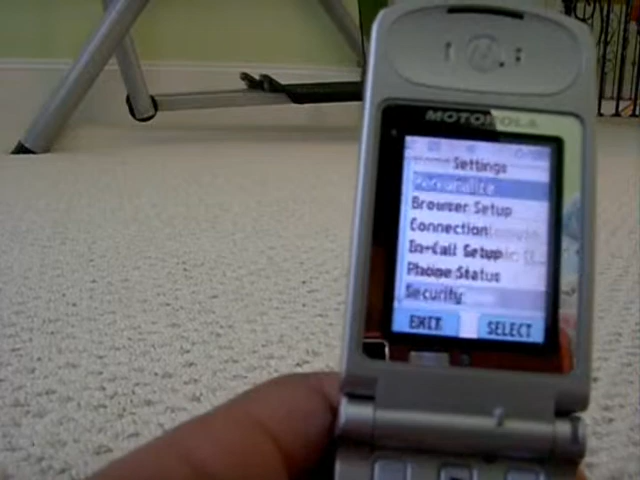 MOTOROLA
Settings
Personalize
Browser Setup
Connection
In-Call Setup
Phone Status
Security
EXIT
SELECT